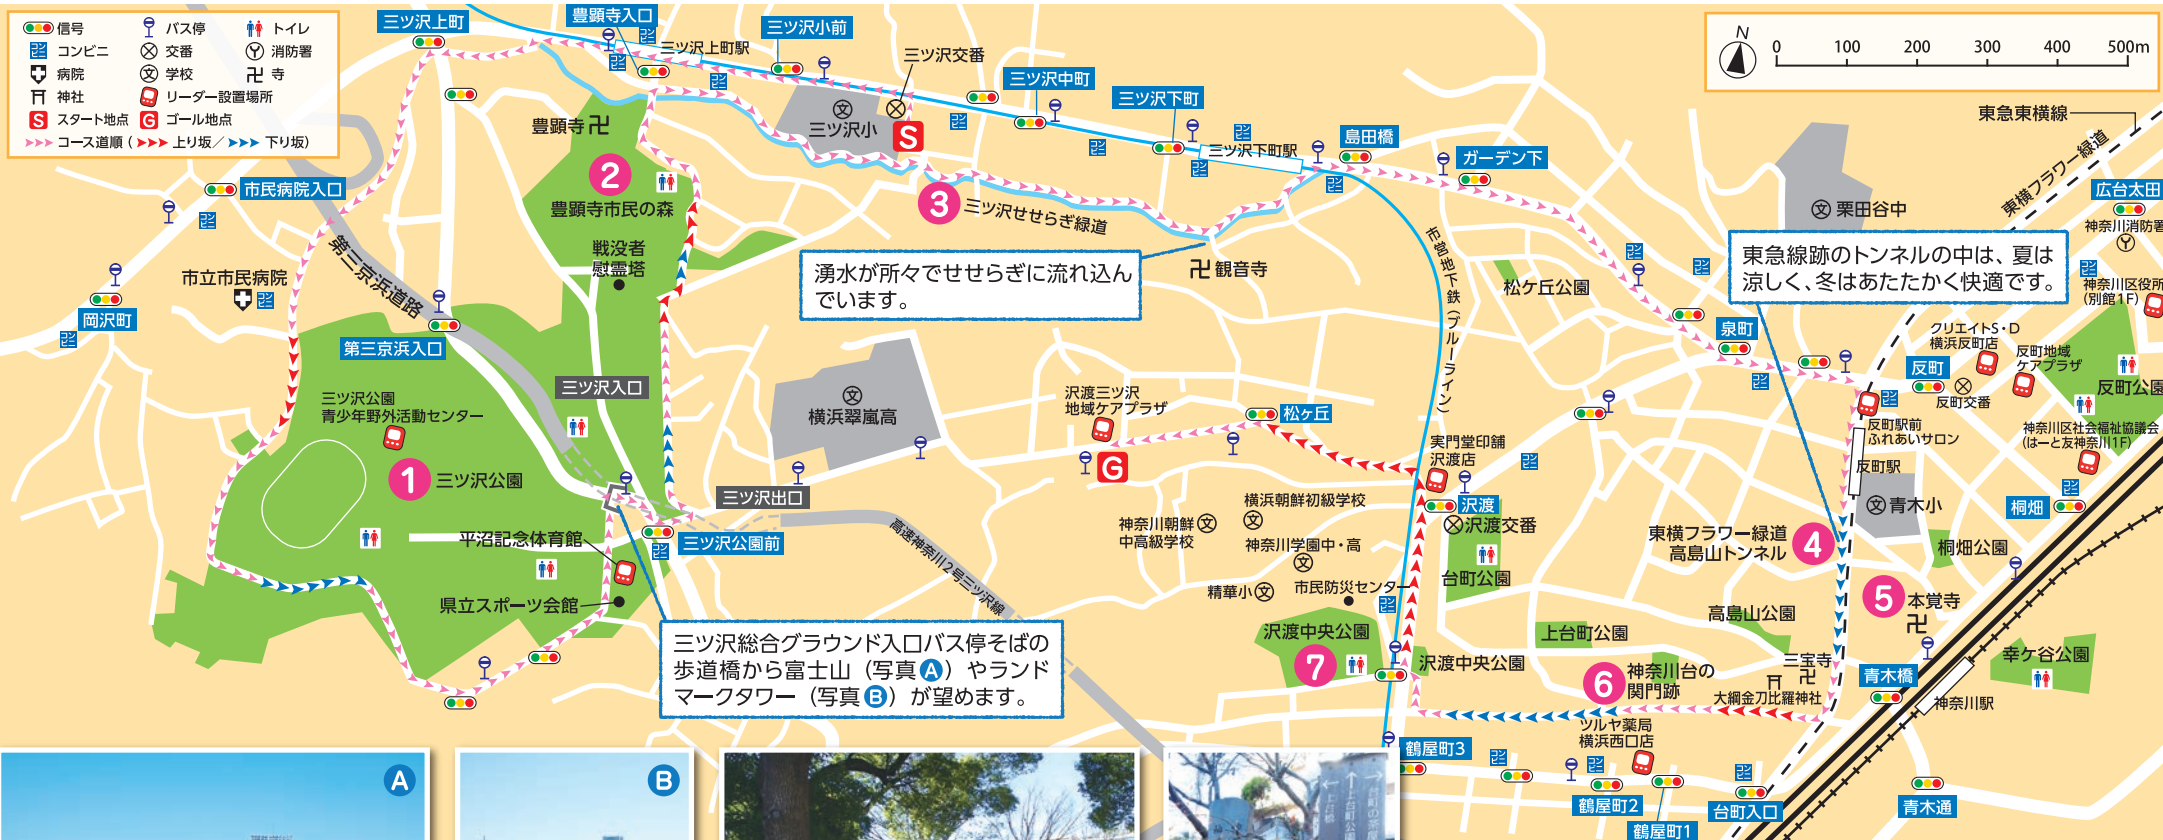 信号
バス停
トイレ
コンビニ
交番
消防署
病院
学校
寺
神社
リーダー設置場所
S スタート地点
G ゴール地点
コース道順（上り坂／下り坂）
三ツ沢上町
豊顕寺入口
三ツ沢小前
三ツ沢上町駅
三ツ沢交番
三ツ沢中町
三ツ沢下町
島田橋
三ツ沢下町駅
ガーデン下
N
0 100 200 300 400 500m
東急東横線
東横フラワー緑道
広台太田
神奈川消防署
神奈川区役所
(別館1F)
栗田谷中
豊顕寺
三ツ沢小
S
市民病院入口
2
豊顕寺市民の森
3
三ツ沢せせらぎ緑道
戦没者
慰霊塔
第三京浜道路
市立市民病院
岡沢町
第三京浜入口
湧水が所々でせせらぎに流れ込ん
でいます。
観音寺
市営地下鉄(ブルーライン)
松ケ丘公園
東急線跡のトンネルの中は、夏は
涼しく、冬はあたたかく快適です。
泉町
クリエイトS・D
横浜反町店
反町地域
ケアプラザ
反町
反町公園
反町交番
反町駅前
ふれあいサロン
神奈川区社会福祉協議会
(はーと友神奈川1F)
反町駅
青木小
桐畑
桐畑公園
三ツ沢入口
三ツ沢公園
青少年野外活動センター
1
三ツ沢公園
横浜翠嵐高
沢渡三ツ沢
地域ケアプラザ
松ケ丘
G
実門堂印舗
沢渡店
沢渡
沢渡交番
三ツ沢出口
三ツ沢公園前
平沼記念体育館
県立スポーツ会館
高速神奈川2号三ツ沢線
横浜朝鮮初級学校
神奈川朝鮮
中高級学校
神奈川学園中・高
精華小
市民防災センター
台町公園
東横フラワー緑道
高島山トンネル
4
5
本覚寺
高島山公園
上台町公園
三ツ沢総合グラウンド入口バス停そばの
歩道橋から富士山（写真A）やランド
マークタワー（写真B）が望めます。
沢渡中央公園
7
沢渡中央公園
6
神奈川台の
関門跡
三宝寺
大綱金刀比羅神社
青木橋
幸ケ谷公園
神奈川駅
ツルヤ薬局
横浜西口店
鶴屋町3
鶴屋町2
鶴屋町1
台町入口
青木通
A
B